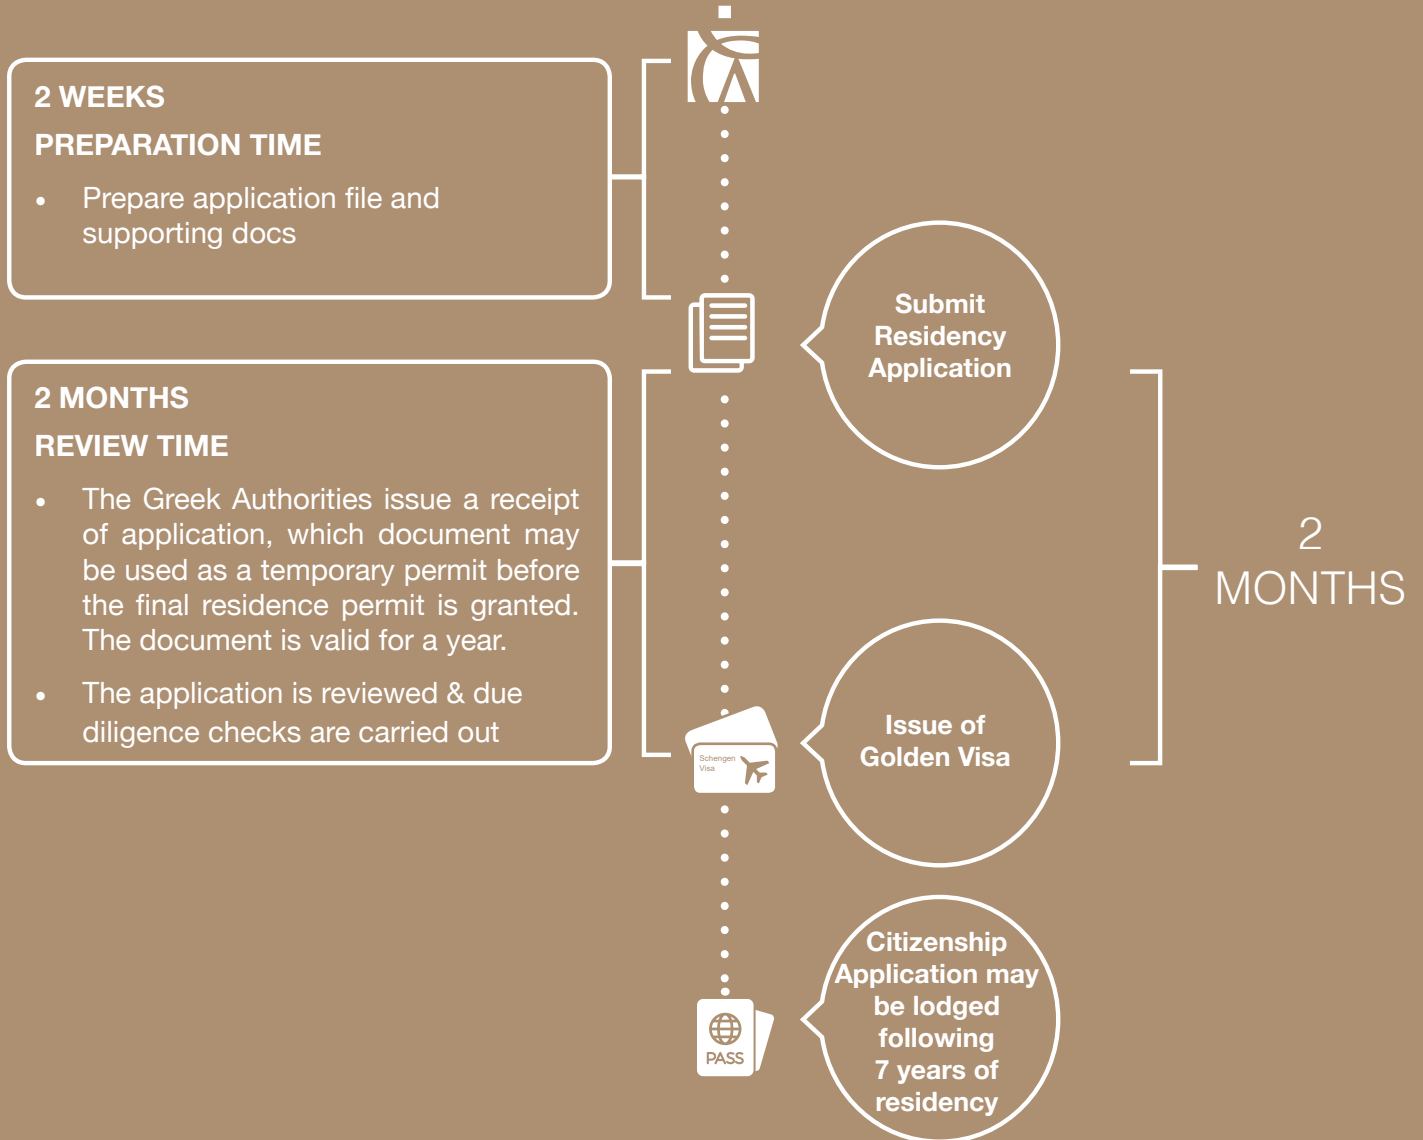 2 WEEKS
PREPARATION TIME
• Prepare application file and
supporting docs
Submit
Residency
Application
2 MONTHS
REVIEW TIME
• The Greek Authorities issue a receipt
of application, which document may
be used as a temporary permit before
the final residence permit is granted.
The document is valid for a year.
• The application is reviewed & due
diligence checks are carried out
2
MONTHS
Schengen
Visa
Issue of
Golden Visa
PASS
Citizenship
Application may
be lodged
following
7 years of
residency